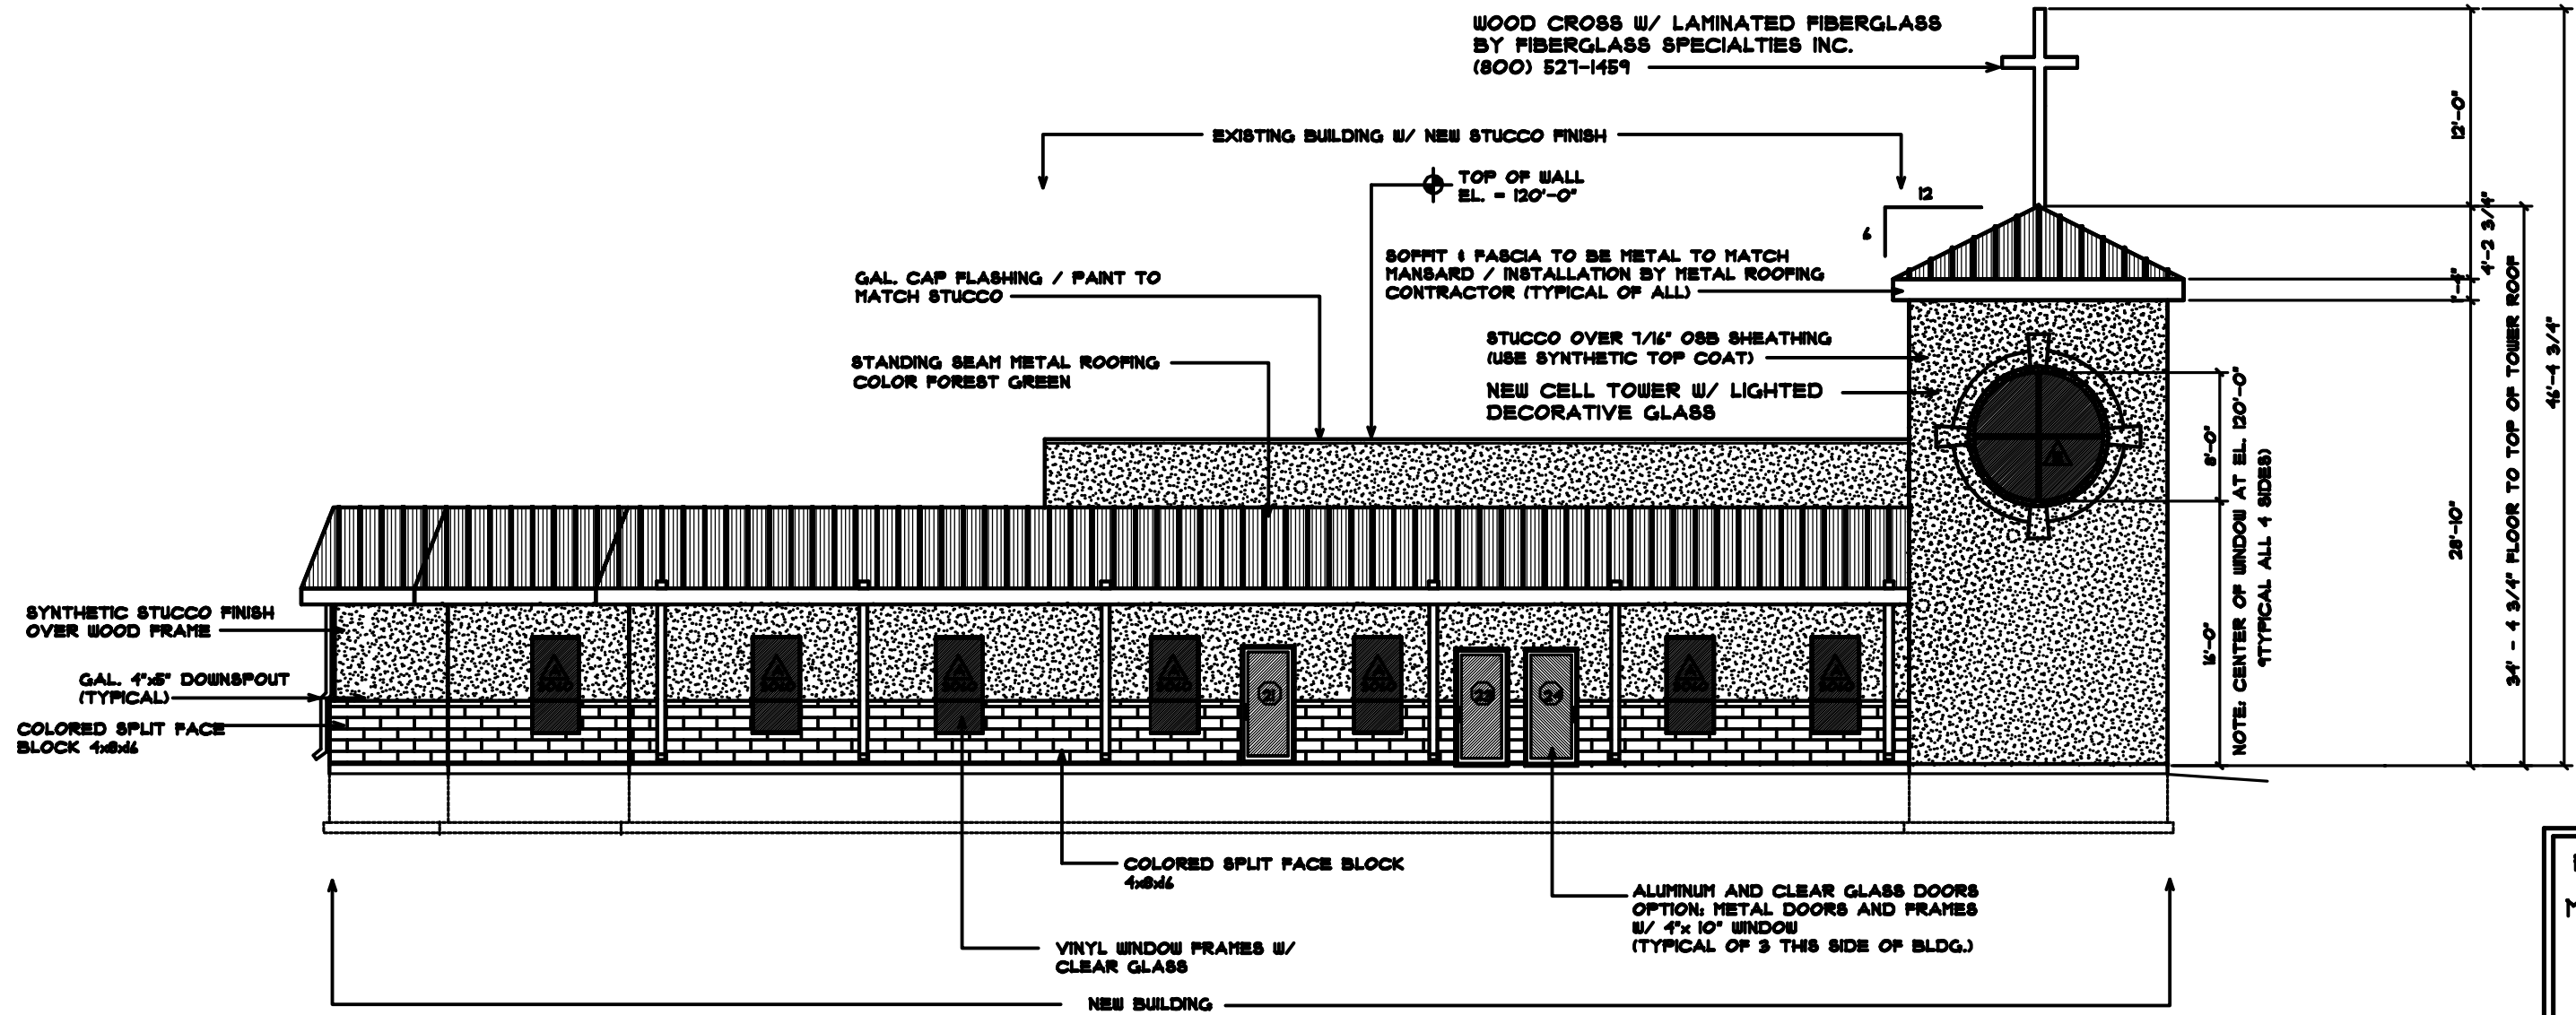 WOOD CROSS W/ LAMINATED FIBERGLASS
BY FIBERGLASS SPECIALTIES INC.
(800) 527-1459
EXISTING BUILDING W/ NEW STUCCO FINISH
TOP OF WALL
EL. = 120'-0"
12
6
SOFFIT & FASCIA TO BE METAL TO MATCH
MANSARD / INSTALLATION BY METAL ROOFING
CONTRACTOR (TYPICAL OF ALL)
GAL. CAP FLASHING / PAINT TO
MATCH STUCCO
STUCCO OVER 7/16" OSB SHEATHING
(USE SYNTHETIC TOP COAT)
STANDING SEAM METAL ROOFING
COLOR FOREST GREEN
NEW CELL TOWER W/ LIGHTED
DECORATIVE GLASS
12'-0"
4'-2 3/4"
1'-4"
28'-10"
34' - 4 3/4" FLOOR TO TOP OF TOWER ROOF
46'-4 3/4"
8'-0"
16'-0"
NOTE: CENTER OF WINDOW AT EL. 120'-0"
9TYPICAL ALL 4 SIDES)
SYNTHETIC STUCCO FINISH
OVER WOOD FRAME
GAL. 4"x5" DOWNSPOUT
(TYPICAL)
COLORED SPLIT FACE
BLOCK 4x8x16
21
23
24
COLORED SPLIT FACE BLOCK
4x8x16
ALUMINUM AND CLEAR GLASS DOORS
OPTION: METAL DOORS AND FRAMES
W/ 4"x 10" WINDOW
(TYPICAL OF 3 THIS SIDE OF BLDG.)
VINYL WINDOW FRAMES W/
CLEAR GLASS
NEW BUILDING